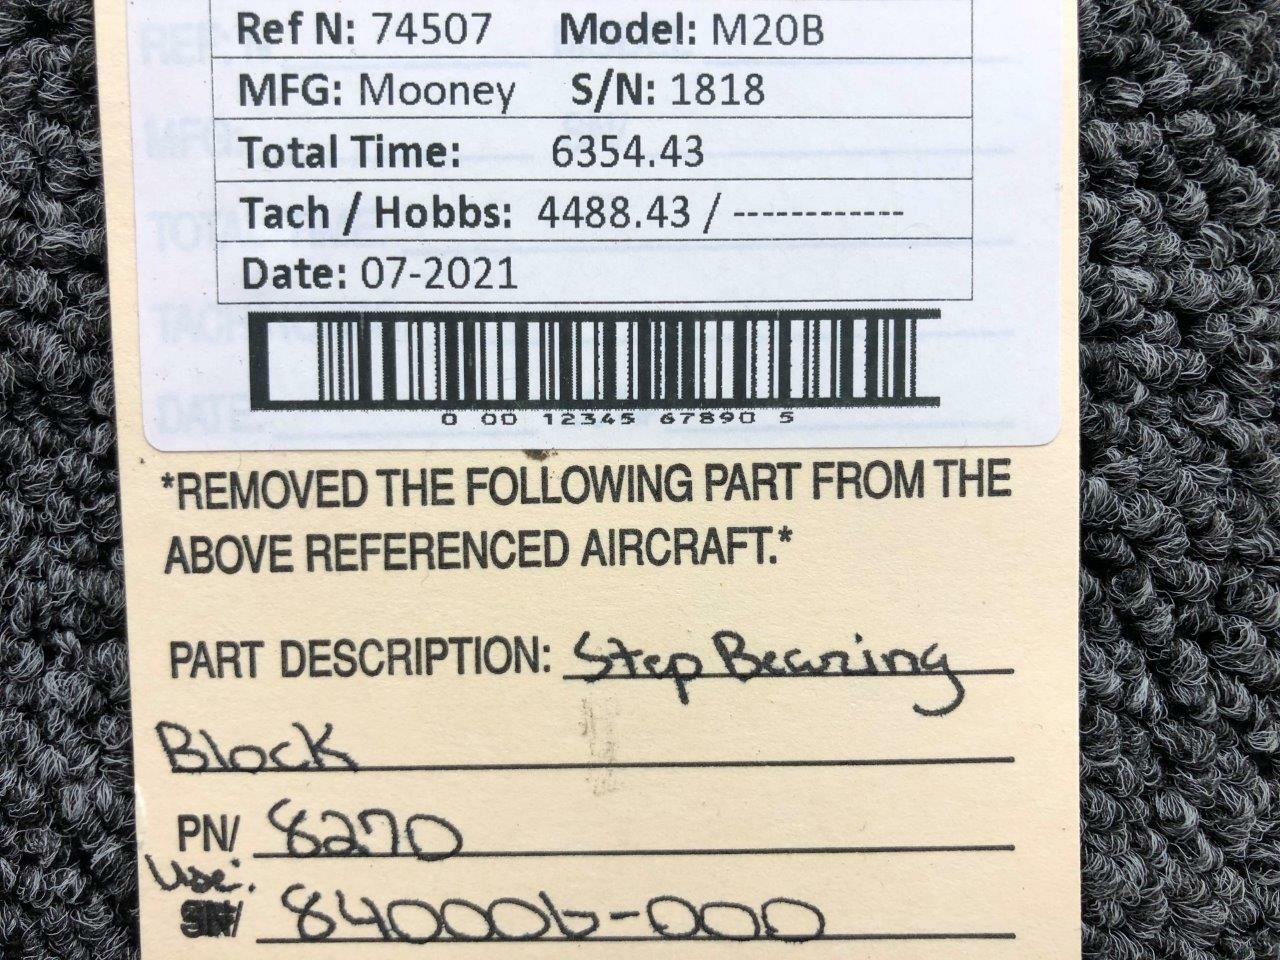 Ref N: 74507 Model: M20B
MFG: Mooney S/N: 1818
Total Time: 6354.43
Tach / Hobbs: 4488.43 / ------------
Date: 07-2021
0 00 12345 67890 5
*REMOVED THE FOLLOWING PART FROM THE
ABOVE REFERENCED AIRCRAFT.*
PART DESCRIPTION: Step Bearing
Block
PN/ 8270
Use:
SN/ 840006-000